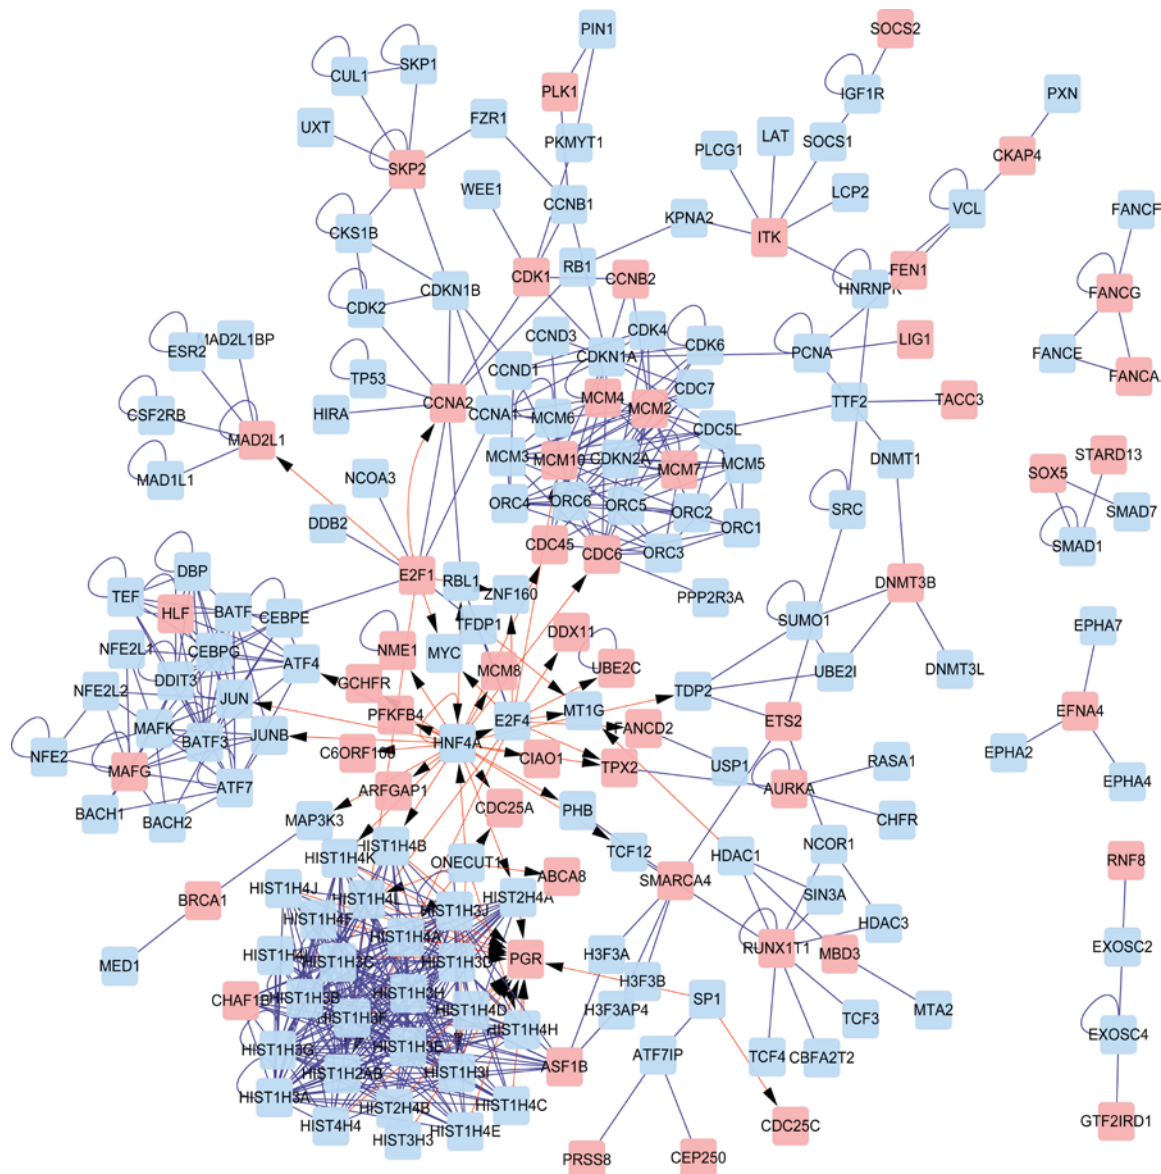 SOCS2
PIN1
SKP1
CUL1
IGF1R
PLK1
PXN
UXT
FZR1
PKMYT1
LAT
SOCS1
PLCG1
CKAP4
SKP2
WEE1
CCNB1
LCP2
KPNA2
VCL
FANCF
CKS1B
ITK
RB1
FEN1
CDK1
CCNB2
CDKN1B
HNRNPK
FANCG
CDK2
CCND3
CDK4
CDK6
PCNA
LIG1
ESR2
MAD2L1BP
CDKN1A
FANCE
TP53
CCND1
CDC7
FANCA
CSF2RB
HIRA
CCNA2
CCNA1
MCM4
MCM2
TTF2
TACC3
MCM6
CDC5L
MAD2L1
MCM3
MCM10
CDKN2A
MCM7
MCM5
DNMT1
STARD13
MAD1L1
NCOA3
SOX5
ORC4
ORC6
ORC5
ORC2
SRC
SMAD7
DDB2
ORC1
CDC45
CDC6
ORC3
SMAD1
DBP
E2F1
RBL1
TEF
DNMT3B
HLF
BATF
ZNF160
PPP2R3A
CEBPE
TFDP1
SUMO1
EPHA7
NFE2L1
CEBPG
NME1
MYC
DDX11
ATF4
UBE2C
UBE2I
DNMT3L
DDIT3
GCHFR
MCM8
NFE2L2
JUN
TDP2
PFKFB4
E2F4
MT1G
EFNA4
MAFK
BATF3
JUNB
HNF4A
FANCD2
ETS2
NFE2
C6ORF108
CIAO1
EPHA2
MAFG
TPX2
USP1
RASA1
EPHA4
ATF7
ARFGAP1
AURKA
BACH1
BACH2
MAP3K3
CDC25A
PHB
CHFR
HIST1H4K
HIST1H4B
ONECUT1
TCF12
HDAC1
NCOR1
RNF8
HIST1H4J
BRCA1
HIST1H4L
HIST1H3J
HIST2H4A
ABCA8
SMARCA4
SIN3A
HIST1H4F
HIST1H4A
HDAC3
MED1
HIST1H4I
HIST1H3C
HIST1H3D
PGR
H3F3A
RUNX1T1
MBD3
EXOSC2
CHAF1B
HIST1H3B
HIST1H3H
H3F3B
SP1
HIST1H3F
HIST1H4D
HIST1H4H
H3F3AP4
TCF3
MTA2
HIST1H3G
HIST1H3E
ATF7IP
TCF4
CBFA2T2
EXOSC4
HIST1H2AB
HIST1H3I
ASF1B
HIST1H3A
HIST2H4B
HIST1H4C
HIST4H4
HIST3H3
HIST1H4E
CDC25C
GTF2IRD1
PRSS8
CEP250